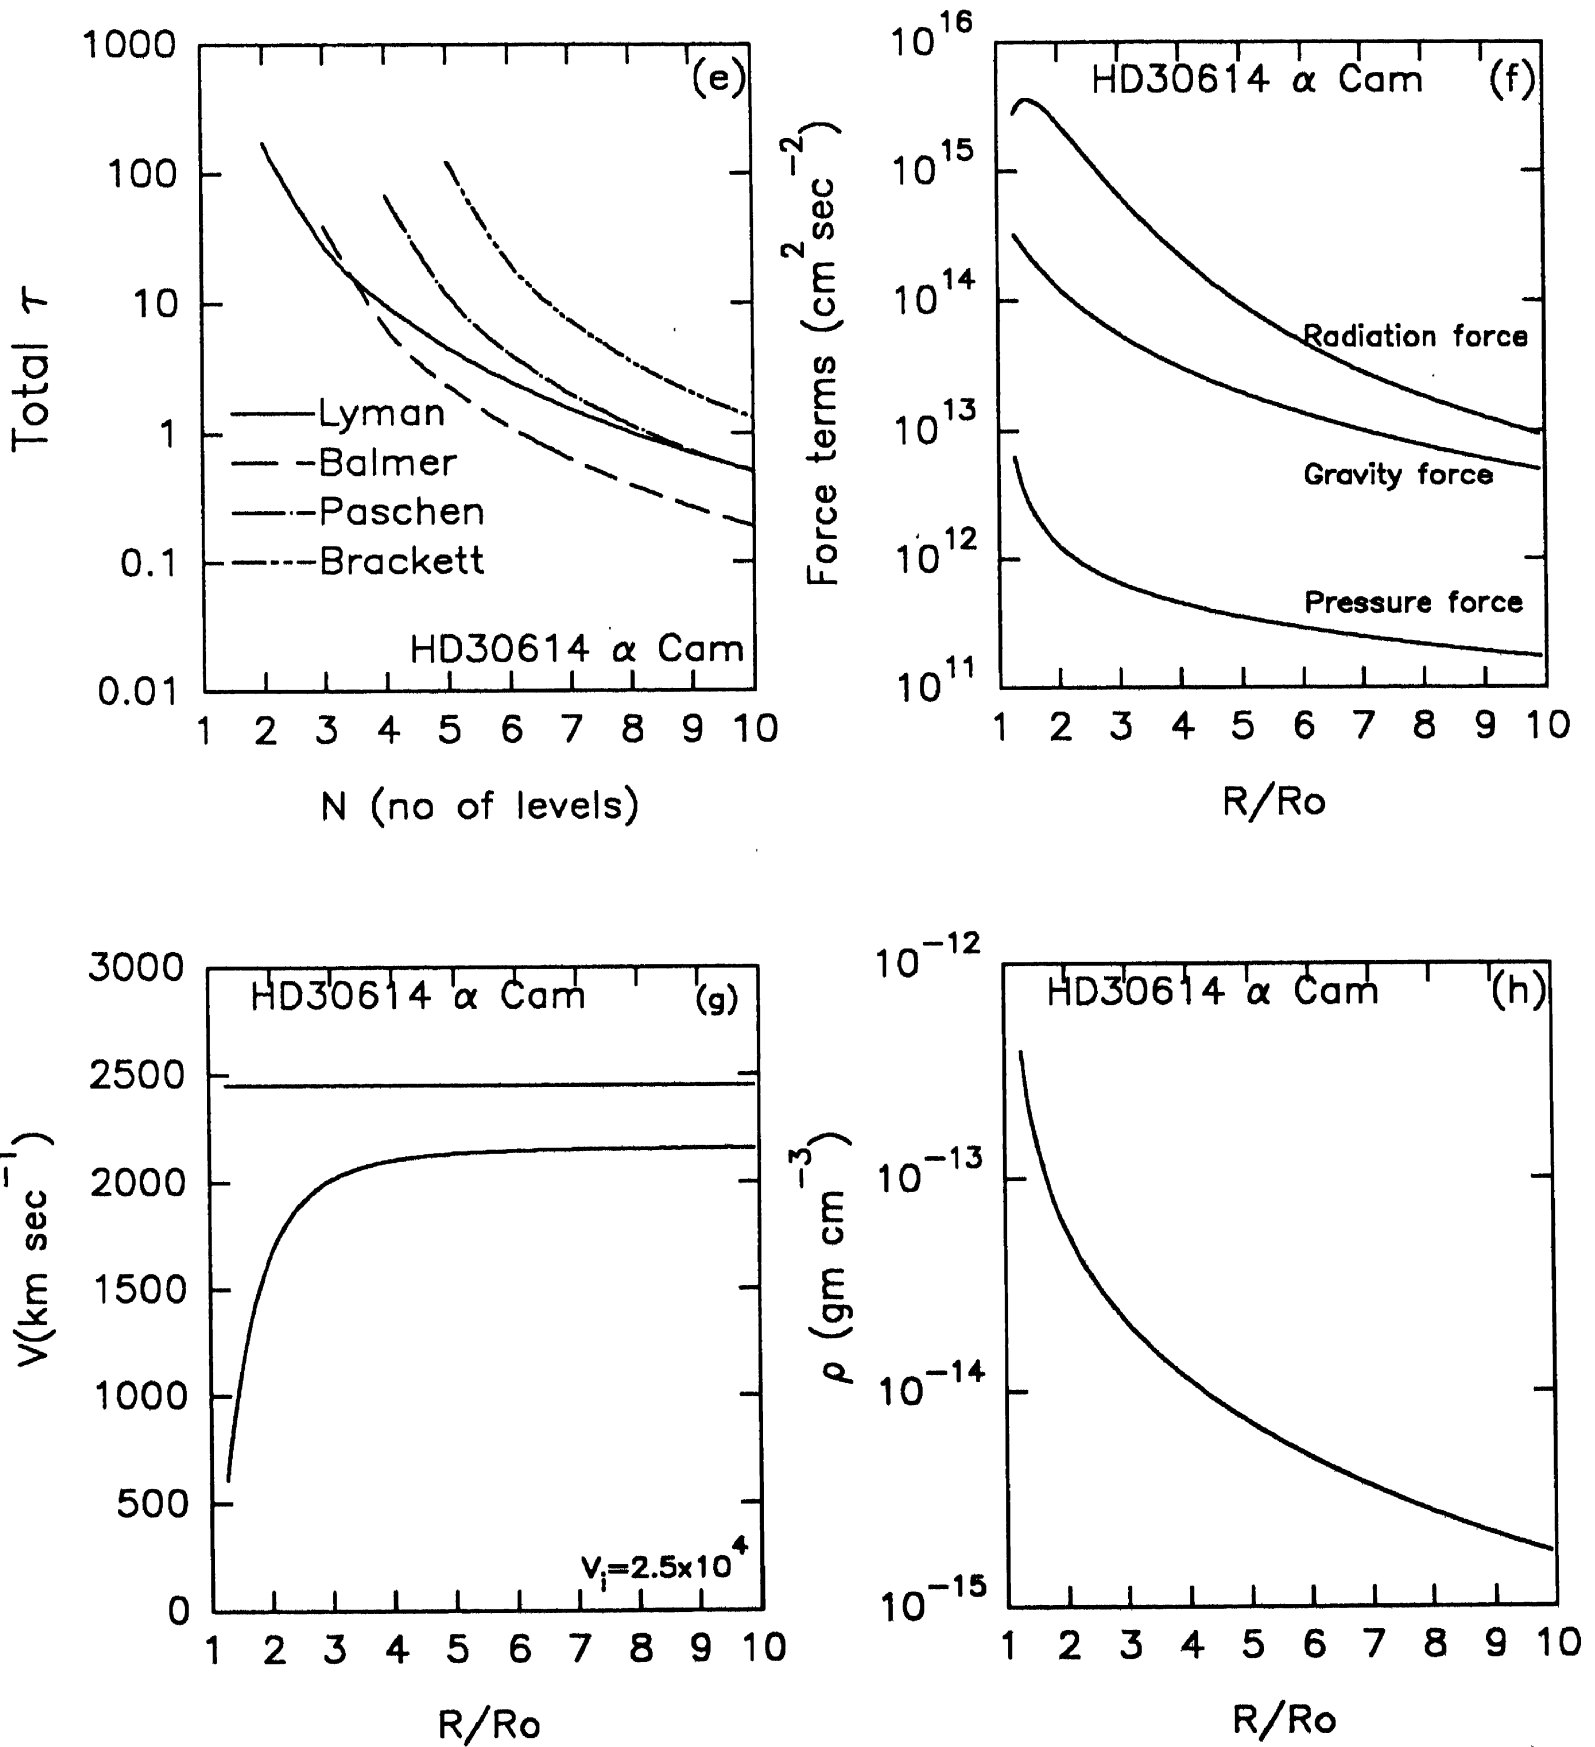 (e)
1000
100
10
1
0.1
0.01
Total τ
Lyman
Balmer
Paschen
Brackett
HD30614 α Cam
1 2 3 4 5 6 7 8 9 10
N (no of levels)
HD30614 α Cam (f)
10^16
10^15
10^14
10^13
10^12
10^11
Force terms (cm^2 sec^-2)
Radiation force
Gravity force
Pressure force
1 2 3 4 5 6 7 8 9 10
R/Ro
HD30614 α Cam (g)
3000
2500
2000
1500
1000
500
0
V(km sec^-1)
V_i=2.5x10^4
1 2 3 4 5 6 7 8 9 10
R/Ro
HD30614 α Cam (h)
10^-12
10^-13
10^-14
10^-15
ρ (gm cm^-3)
1 2 3 4 5 6 7 8 9 10
R/Ro